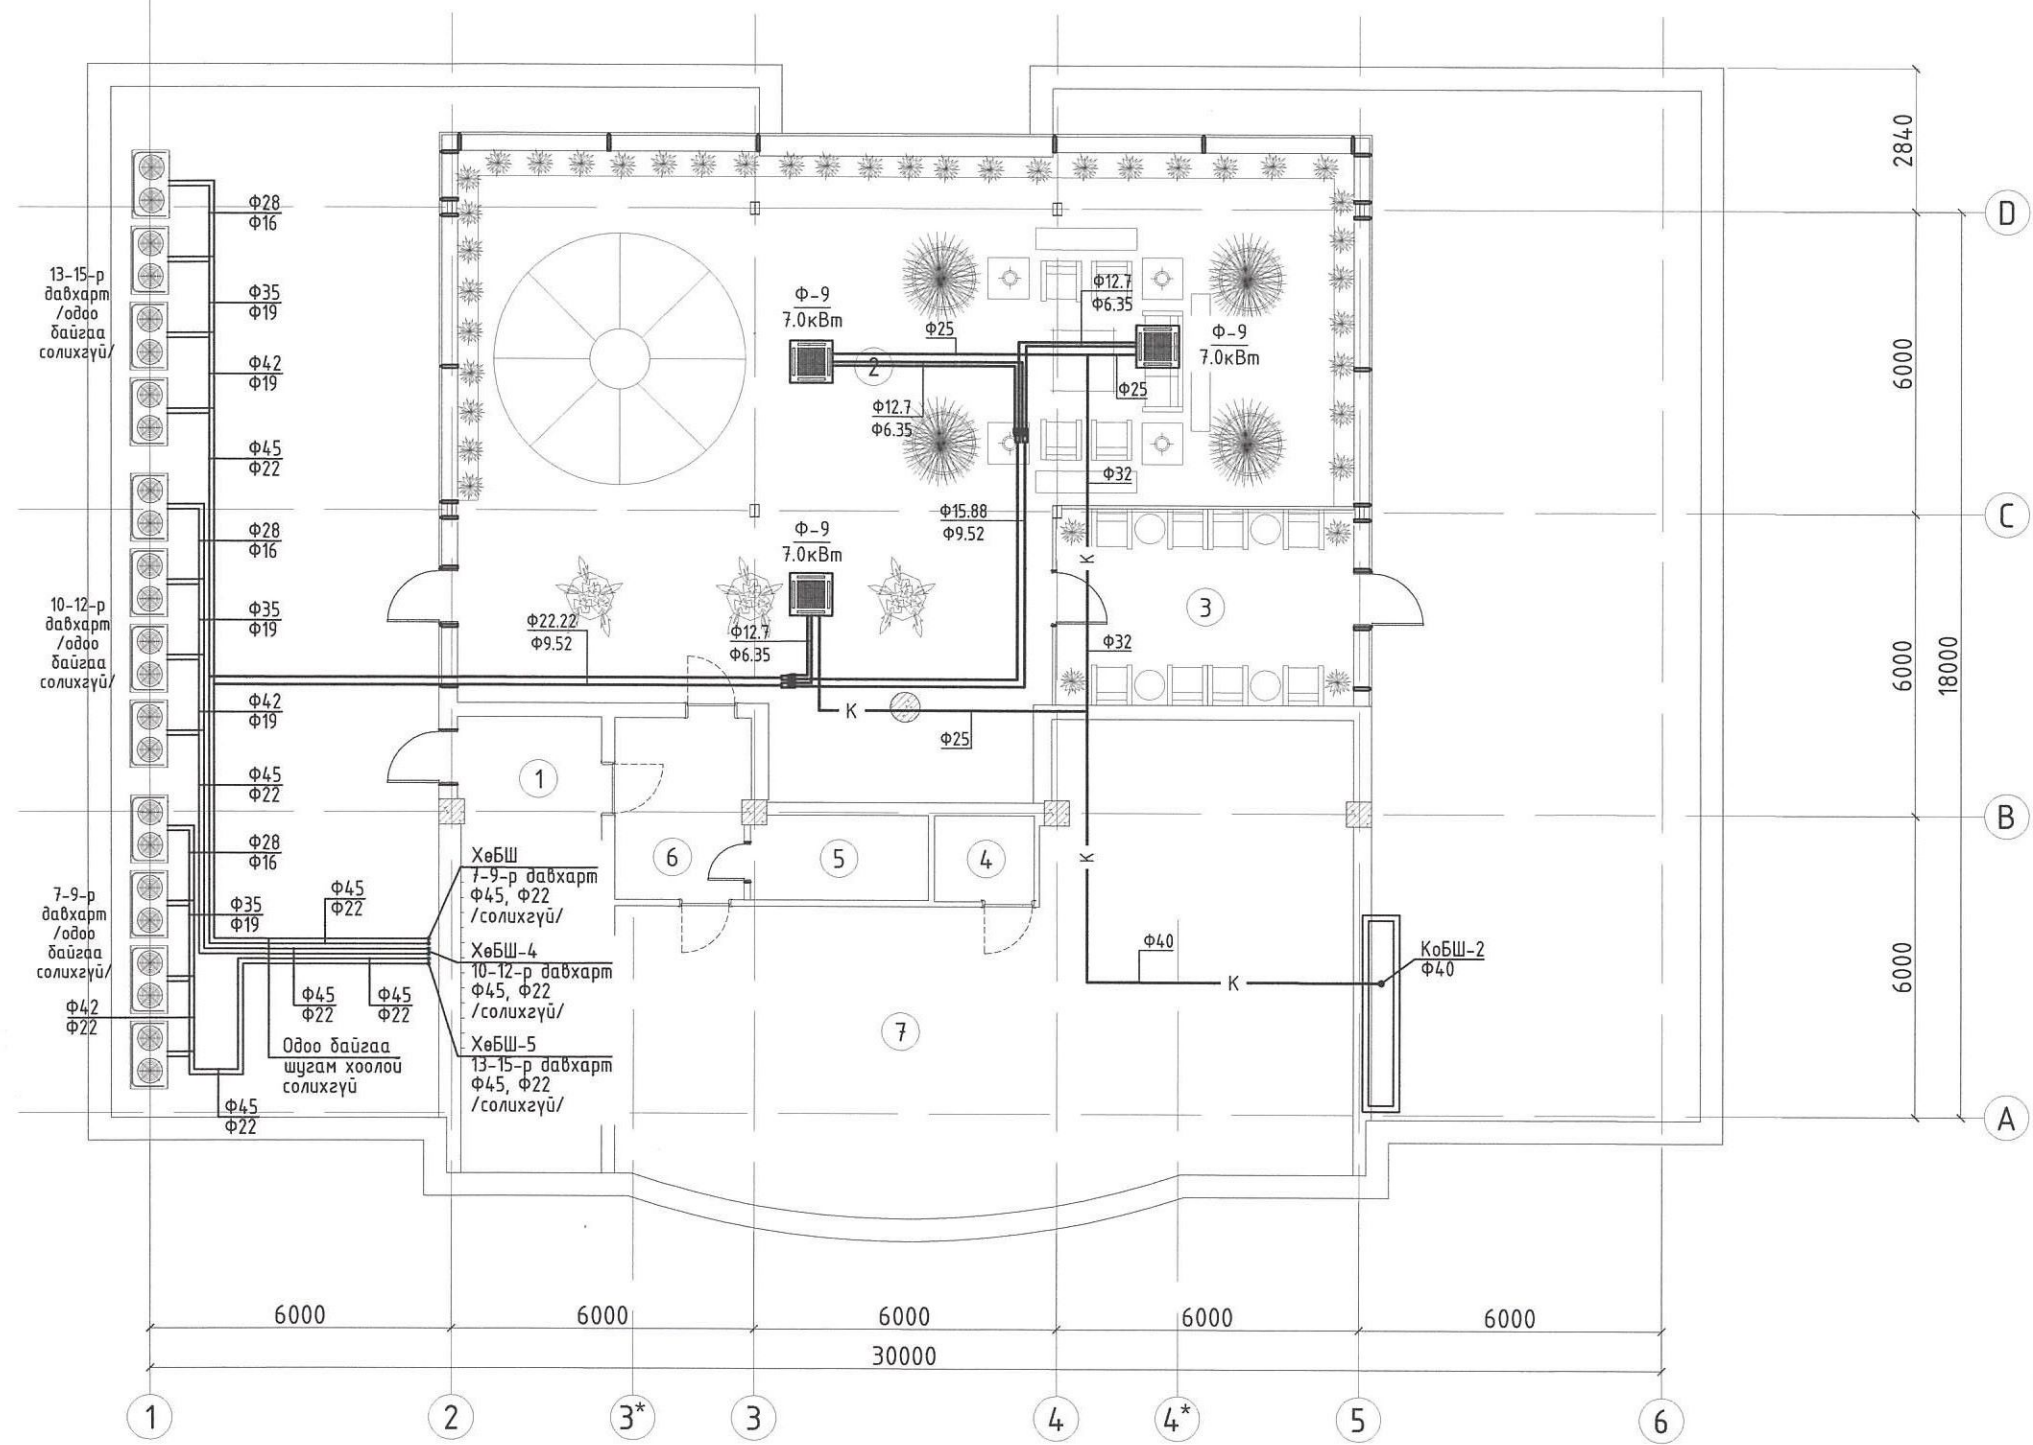 2840
D
Ф28
Ф16
13-15-р
давхарт
/одоо
байгаа
солихгүй/
Ф35
Ф19
Ф42
Ф19
Ф45
Ф22
Ф-9
7.0кВт
Ф25
2
Ф12.7
Ф6.35
Ф12.7
Ф6.35
Ф-9
7.0кВт
Ф25
6000
Ф32
C
Ф28
Ф16
Ф15.88
Ф9.52
Ф-9
7.0кВт
К
10-12-р
давхарт
/одоо
байгаа
солихгүй/
Ф35
Ф19
Ф22.22
Ф9.52
Ф12.7
Ф6.35
3
Ф32
6000
18000
Ф42
Ф19
К
Ф25
1
Ф45
Ф22
B
Ф28
Ф16
6
5
4
К
7-9-р
давхарт
/одоо
байгаа
солихгүй/
Ф35
Ф19
Ф45
Ф22
ХөБШ
7-9-р давхарт
Ф45, Ф22
/солихгүй/
ХөБШ-4
10-12-р давхарт
Ф45, Ф22
/солихгүй/
ХөБШ-5
13-15-р давхарт
Ф45, Ф22
/солихгүй/
Ф40
К
КоБШ-2
Ф40
6000
Ф42
Ф22
Ф45
Ф22
Ф45
Ф22
7
Одоо байгаа
шугам хоолой
солихгүй
Ф45
Ф22
A
6000
6000
6000
6000
6000
30000
1
2
3*
3
4
4*
5
6